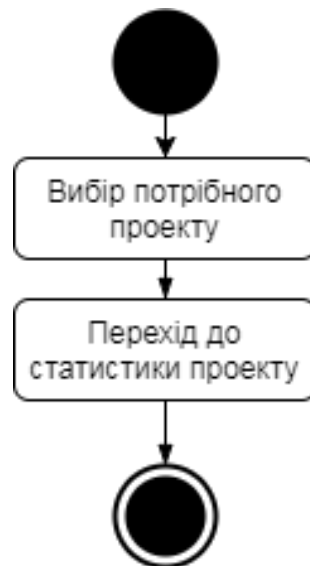 Вибір потрібного
проекту
Перехід до
статистики проекту